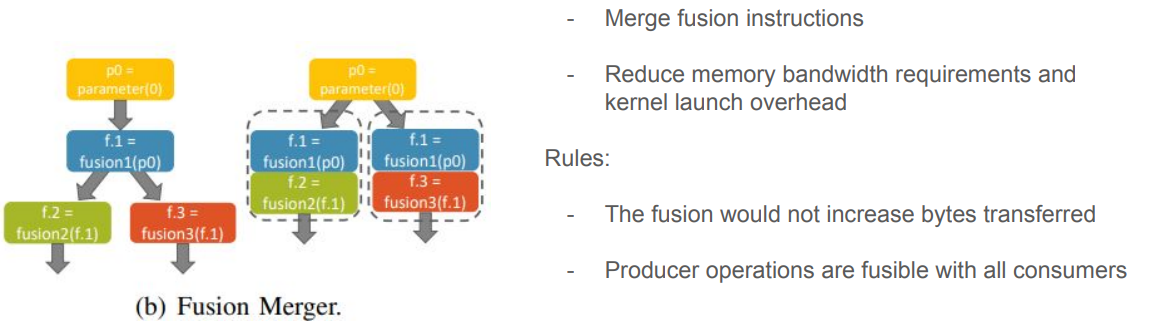 p0 =
parameter(0)
f.1 =
fusion1(p0)
f.2 =
fusion2(f.1)
f.3 =
fusion3(f.1)
p0 =
parameter(0)
f.1 =
fusion1(p0)
f.2 =
fusion2(f.1)
f.1 =
fusion1(p0)
f.3 =
fusion3(f.1)
(b) Fusion Merger.
- Merge fusion instructions
- Reduce memory bandwidth requirements and
kernel launch overhead
Rules:
- The fusion would not increase bytes transferred
- Producer operations are fusible with all consumers